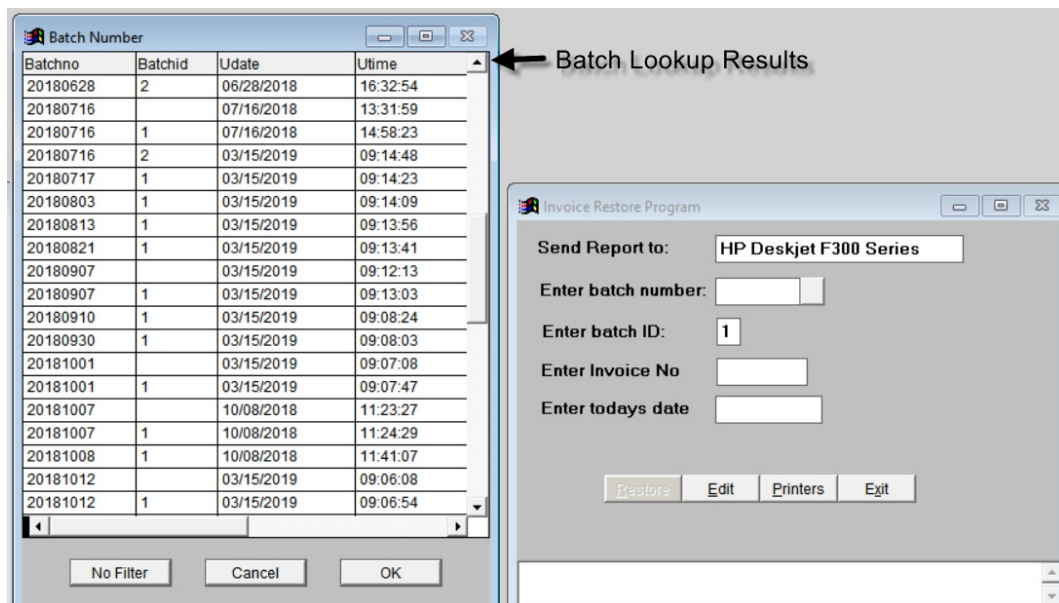 Batch Number
Batch Lookup Results
Batchno Batchid Udate Utime
20180628 2 06/28/2018 16:32:54
20180716 07/16/2018 13:31:59
20180716 1 07/16/2018 14:58:23
20180716 2 03/15/2019 09:14:48
20180717 1 03/15/2019 09:14:23
20180803 1 03/15/2019 09:14:09
20180813 1 03/15/2019 09:13:56
20180821 1 03/15/2019 09:13:41
20180907 03/15/2019 09:12:13
20180907 1 03/15/2019 09:13:03
20180910 1 03/15/2019 09:08:24
20180930 1 03/15/2019 09:08:03
20181001 03/15/2019 09:07:08
20181001 1 03/15/2019 09:07:47
20181007 10/08/2018 11:23:27
20181007 1 10/08/2018 11:24:29
20181008 1 10/08/2018 11:41:07
20181012 03/15/2019 09:06:08
20181012 1 03/15/2019 09:06:54
No Filter Cancel OK
Invoice Restore Program
Send Report to: HP Deskjet F300 Series
Enter batch number:
Enter batch ID: 1
Enter Invoice No
Enter todays date
Restore Edit Printers Exit